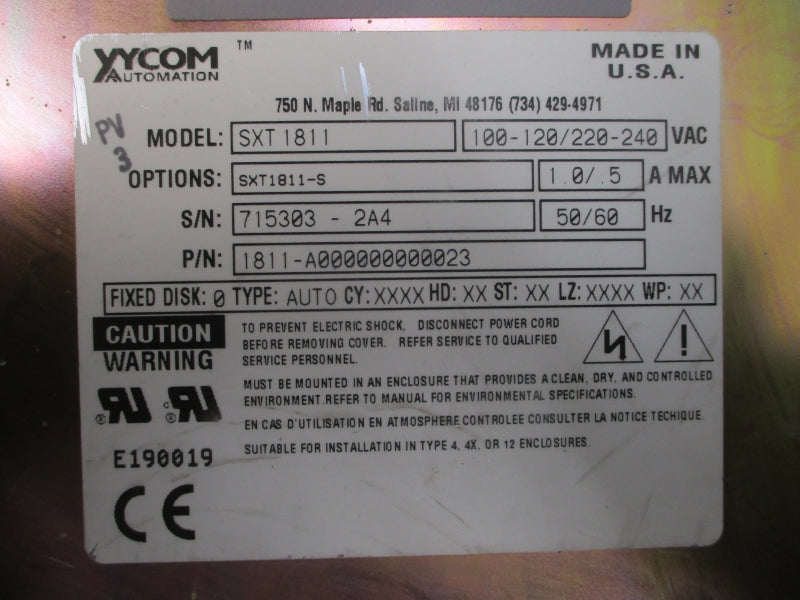 XYCOM ™
AUTOMATION
MADE IN
U.S.A.
750 N. Maple Rd. Saline, MI 48176 (734) 429-4971
PV
3
MODEL: SXT 1811 100-120/220-240 VAC
OPTIONS: SXT1811-S 1.0/.5 A MAX
S/N: 715303 - 2A4 50/60 Hz
P/N: 1811-A000000000023
FIXED DISK: 0 TYPE: AUTO CY: XXXX HD: XX ST: XX LZ: XXXX WP: XX
CAUTION
WARNING
TO PREVENT ELECTRIC SHOCK, DISCONNECT POWER CORD
BEFORE REMOVING COVER. REFER SERVICE TO QUALIFIED
SERVICE PERSONNEL.
MUST BE MOUNTED IN AN ENCLOSURE THAT PROVIDES A CLEAN, DRY, AND CONTROLLED
ENVIRONMENT.REFER TO MANUAL FOR ENVIRONMENTAL SPECIFICATIONS.
EN CAS D'UTILISATION EN ATMOSPHERE CONTROLEE CONSULTER LA NOTICE TECHIQUE.
SUITABLE FOR INSTALLATION IN TYPE 4, 4X, OR 12 ENCLOSURES.
®RU c®RU
E190019
CE